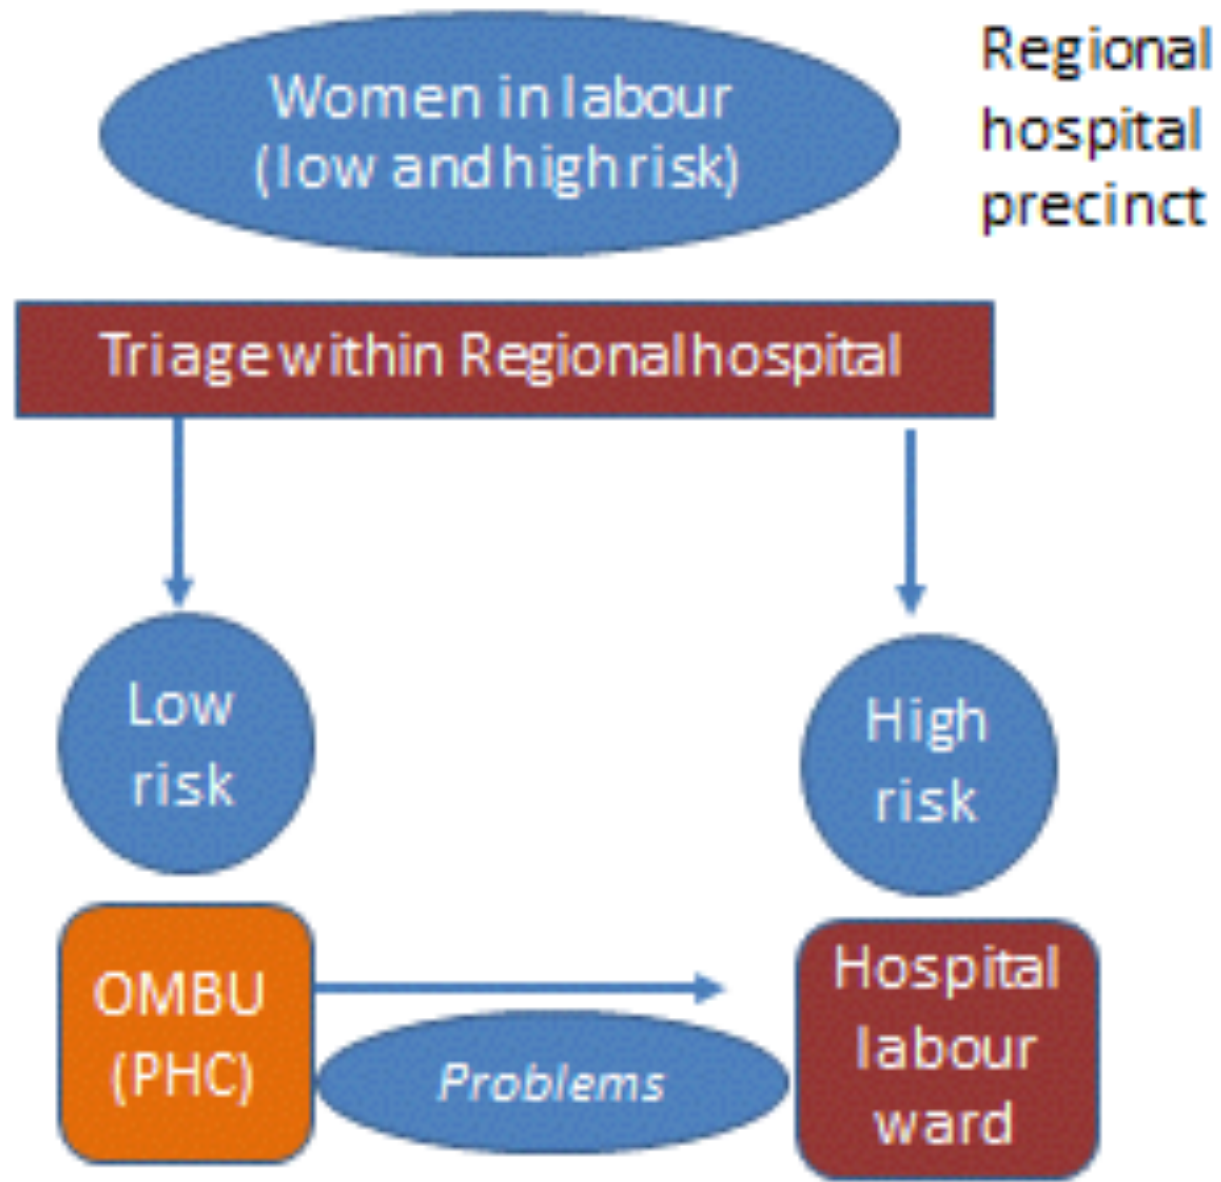 Women in labour
(low and high risk)
Regional
hospital
precinct
Triage within Regional hospital
Low
risk
High
risk
OMBU
(PHC)
Problems
Hospital
labour
ward